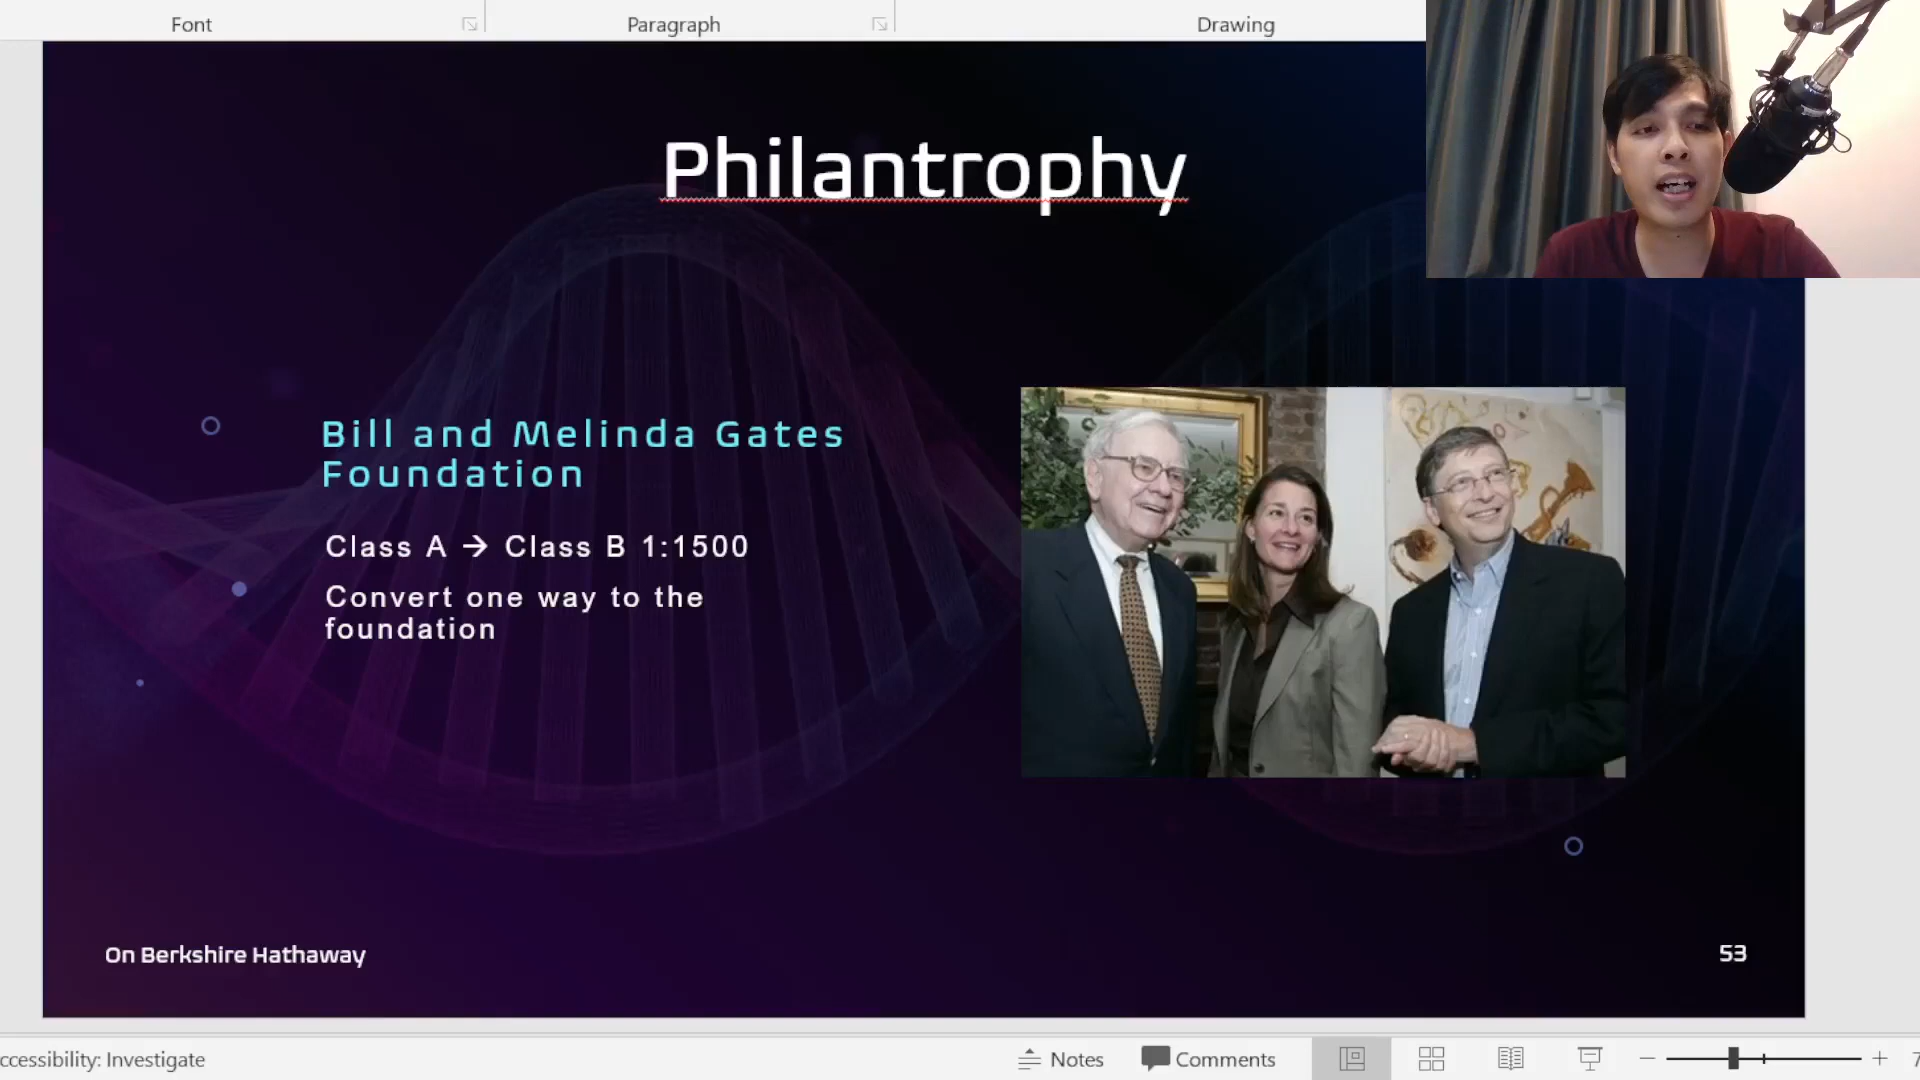 Font
Paragraph
Drawing
Philantrophy
Bill and Melinda Gates
Foundation
Class A → Class B 1:1500
Convert one way to the
foundation
On Berkshire Hathaway
53
ccessibility: Investigate
Notes
Comments
7